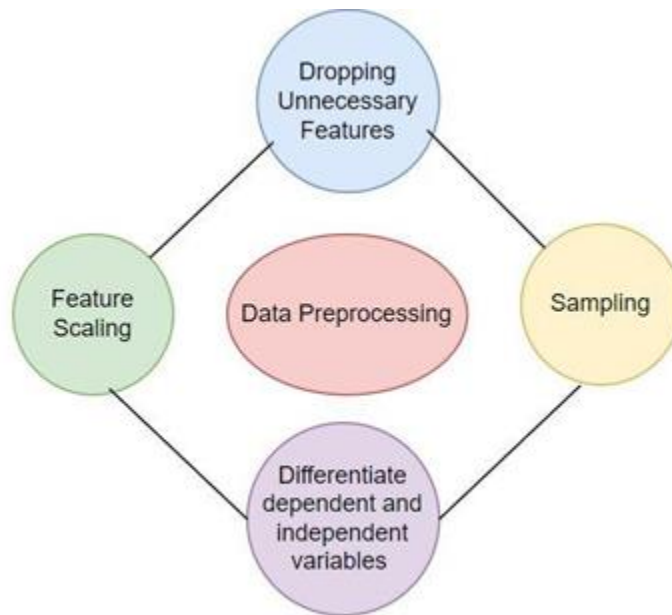 Dropping
Unnecessary
Features
Feature
Scaling
Data Preprocessing
Sampling
Differentiate
dependent and
independent
variables